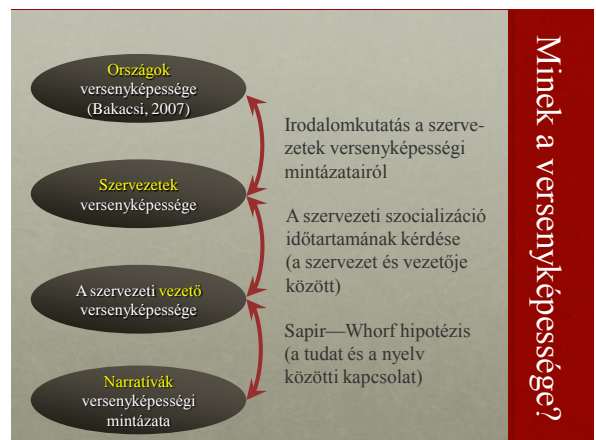 Minek a versenyképessége?
Országok
versenyképessége
(Bakacsi, 2007)
Irodalomkutatás a szerve-
zetek versenyképességi
mintázatairól
Szervezetek
versenyképessége
A szervezeti szocializáció
időtartamának kérdése
(a szervezet és vezetője
között)
A szervezeti vezető
versenyképessége
Sapir—Whorf hipotézis
(a tudat és a nyelv
közötti kapcsolat)
Narratívák
versenyképességi
mintázata